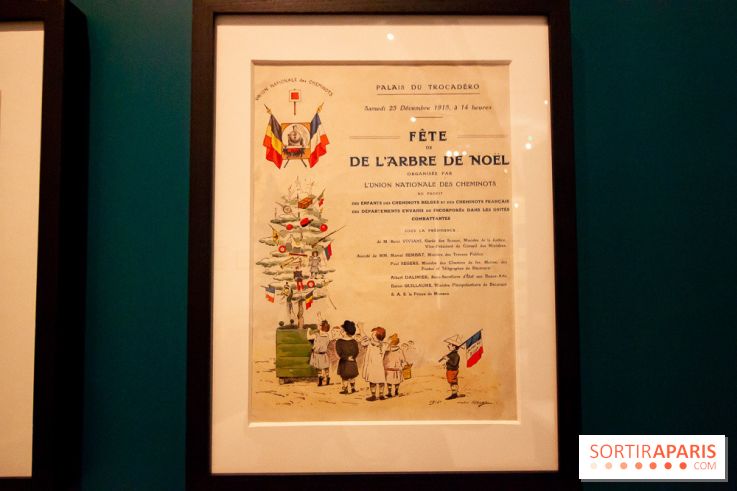 UNION NATIONALE des CHEMINOTS
PALAIS DU TROCADÉRO
Samedi 25 Décembre 1915, à 14 heures
FÊTE
DE
DE L'ARBRE DE NOËL
ORGANISÉE PAR
L'UNION NATIONALE DES CHEMINOTS
AU PROFIT
DES ENFANTS DES CHEMINOTS BELGES ET DES CHEMINOTS FRANÇAIS
DES DÉPARTEMENTS ENVAHIS OU INCORPORÉS DANS LES UNITÉS
COMBATTANTES
SOUS LA PRÉSIDENCE
de M. René VIVIANI, Garde des Sceaux, Ministre de la Justice,
Vice-Président du Conseil des Ministres,
Assisté de MM. Marcel SEMBAT, Ministre des Travaux Publics
Paul SEGERS, Ministre des Chemins de fer, Marine, des
Postes et Télégraphes de Belgique
Albert DALIMIER, Sous-Secrétaire d'État aux Beaux-Arts,
Baron GUILLAUME, Ministre Plénipotentiaire de Belgique
S. A. S. le Prince de Monaco
1915
SORTIRAPARIS
.COM